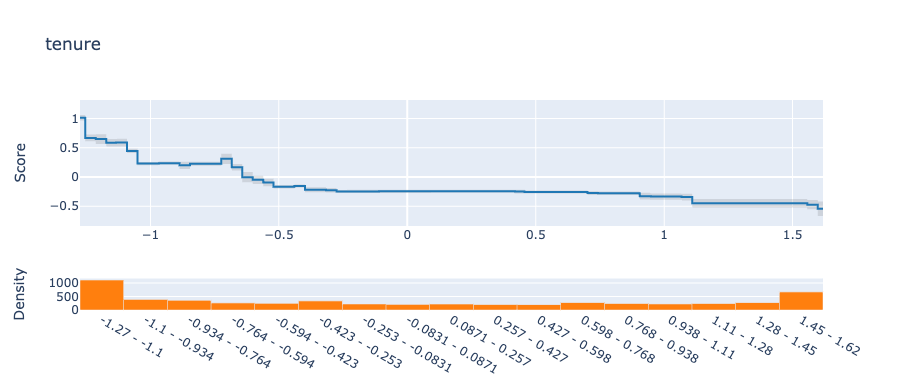 tenure
Score
1
0.5
0
−0.5
−1
−0.5
0
0.5
1
1.5
Density
1000
500
0
-1.27 - -1.1
-1.1 - -0.934
-0.934 - -0.764
-0.764 - -0.594
-0.594 - -0.423
-0.423 - -0.253
-0.253 - -0.0831
-0.0831 - 0.0871
0.0871 - 0.257
0.257 - 0.427
0.427 - 0.598
0.598 - 0.768
0.768 - 0.938
0.938 - 1.11
1.11 - 1.28
1.28 - 1.45
1.45 - 1.62